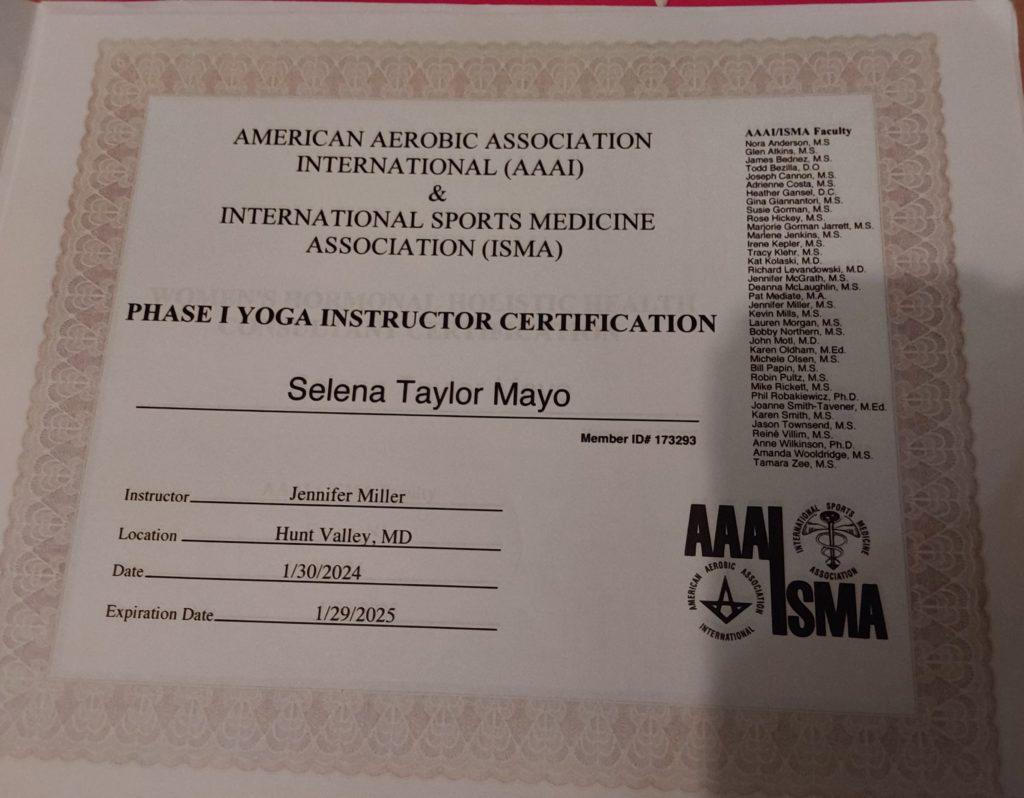 AMERICAN AEROBIC ASSOCIATION
INTERNATIONAL (AAAI)
&
INTERNATIONAL SPORTS MEDICINE
ASSOCIATION (ISMA)
PHASE I YOGA INSTRUCTOR CERTIFICATION
Selena Taylor Mayo
Member ID# 173293
Instructor Jennifer Miller
Location Hunt Valley, MD
Date 1/30/2024
Expiration Date 1/29/2025
AAAI/ISMA Faculty
Nora Anderson, M.S
Glen Atkins, M.S.
James Bednez, M.S.
Todd Bezilla, D.O
Joseph Cannon, M.S.
Adrienne Costa, M.S.
Heather Gansel, D.C.
Gina Giannantori, M.S.
Susie Gorman, M.S.
Rose Hickey, M.S.
Marjorie Gorman Jarrett, M.S.
Marlene Jenkins, M.S.
Irene Kepler, M.S.
Tracy Klehr, M.S.
Kat Kolaski, M.D.
Richard Levandowski, M.D.
Jennifer McGrath, M.S.
Deanna McLaughlin, M.S.
Pat Mediate, M.A.
Jennifer Miller, M.S.
Kevin Mills, M.S.
Lauren Morgan, M.S.
Bobby Northern, M.S.
John Motl, M.D.
Karen Oldham, M.Ed.
Michele Olsen, M.S.
Bill Papin, M.S.
Robin Pultz, M.S.
Mike Rickett, M.S.
Phil Robakiewicz, Ph.D.
Joanne Smith-Tavener, M.Ed.
Karen Smith, M.S.
Jason Townsend, M.S.
Reiné Villim, M.S.
Anne Wilkinson, Ph.D.
Amanda Wooldridge, M.S.
Tamara Zee, M.S.
AAAI
INTERNATIONAL SPORTS MEDICINE
ASSOCIATION
AMERICAN AEROBIC ASSOCIATION
INTERNATIONAL
ISMA